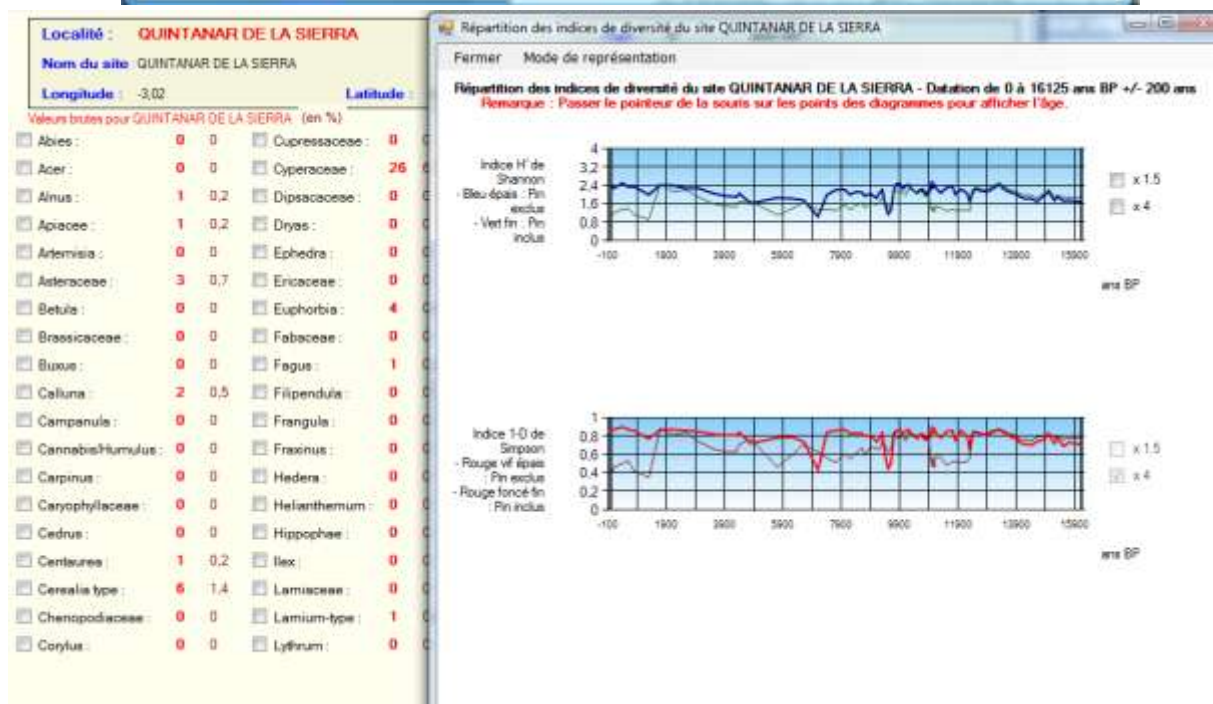 Localité : QUINTANAR DE LA SIERRA
Nom du site QUINTANAR DE LA SIERRA
Longitude : -3,02 Latitude :
Valeurs brutes pour QUINTANAR DE LA SIERRA (en %)
Abies : 0 0 Cupressaceae : 0
Acer : 0 0 Cyperaceae : 26
Alnus : 1 0,2 Dipsacaceae : 0
Apiacee : 1 0,2 Dryas : 0
Artemisia : 0 0 Ephedra : 0
Asteraceae : 3 0,7 Ericaceae : 0
Betula : 0 0 Euphorbia : 4
Brassicaceae : 0 0 Fabaceae : 0
Buxus : 0 0 Fagus : 1
Calluna : 2 0,5 Filipendula : 0
Campanula : 0 0 Frangula : 0
Cannabis/Humulus : 0 0 Fraxinus : 0
Carpinus : 0 0 Hedera : 0
Caryophyllaceae : 0 0 Helianthemum : 0
Cedrus : 0 0 Hippophae : 0
Centaurea : 1 0,2 Ilex : 0
Cerealia type : 6 1,4 Lamiaceae : 0
Chenopodiaceae : 0 0 Lamium-type : 1
Corylus : 0 0 Lythrum : 0
Répartition des indices de diversité du site QUINTANAR DE LA SIERRA
Fermer Mode de représentation
Répartition des indices de diversité du site QUINTANAR DE LA SIERRA - Datation de 0 à 16125 ans BP +/- 200 ans
Remarque : Passer le pointeur de la souris sur les points des diagrammes pour afficher l'âge.
Indice H' de
Shannon
- Bleu épais : Pin
exclus
- Vert fin : Pin
inclus
4
3,2
2,4
1,6
0,8
0
-100 1900 3900 5900 7900 9900 11900 13900 15900
ans BP
x 1.5
x 4
Indice 1-D de
Simpson
- Rouge vif épais
: Pin exclus
- Rouge foncé fin
: Pin inclus
1
0,8
0,6
0,4
0,2
0
-100 1900 3900 5900 7900 9900 11900 13900 15900
ans BP
x 1.5
x 4